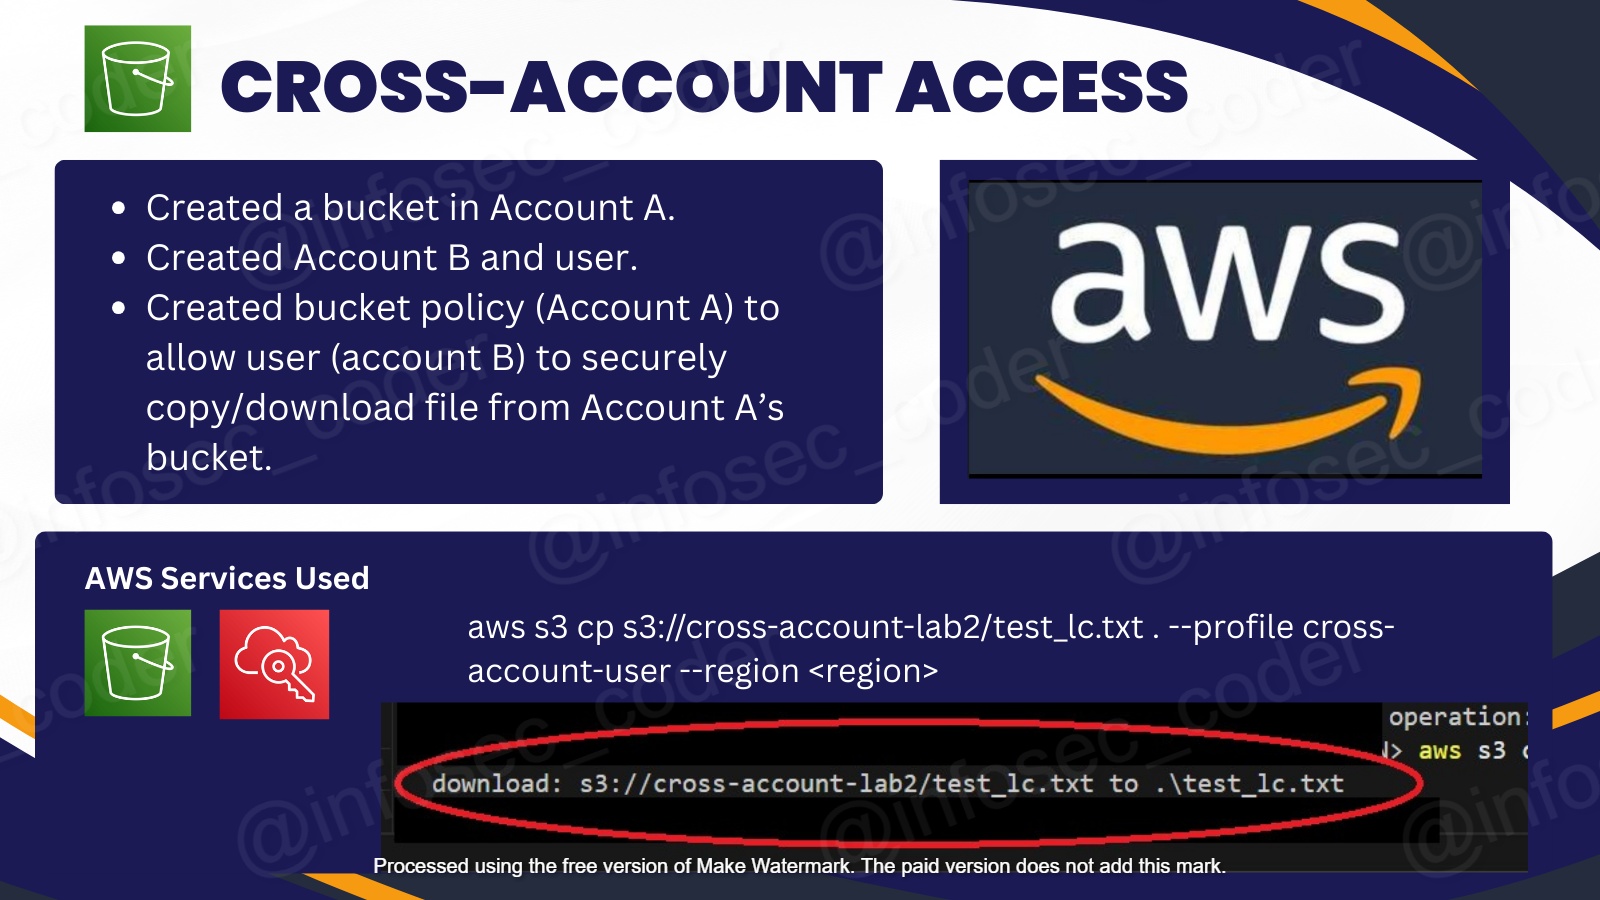 CROSS-ACCOUNT ACCESS
Created a bucket in Account A.
Created Account B and user.
Created bucket policy (Account A) to
allow user (account B) to securely
copy/download file from Account A’s
bucket.
aws
AWS Services Used
aws s3 cp s3://cross-account-lab2/test_lc.txt . --profile cross-
account-user --region <region>
operation:
> aws s3
download: s3://cross-account-lab2/test_lc.txt to .\test_lc.txt
Processed using the free version of Make Watermark. The paid version does not add this mark.
@infosec_coder